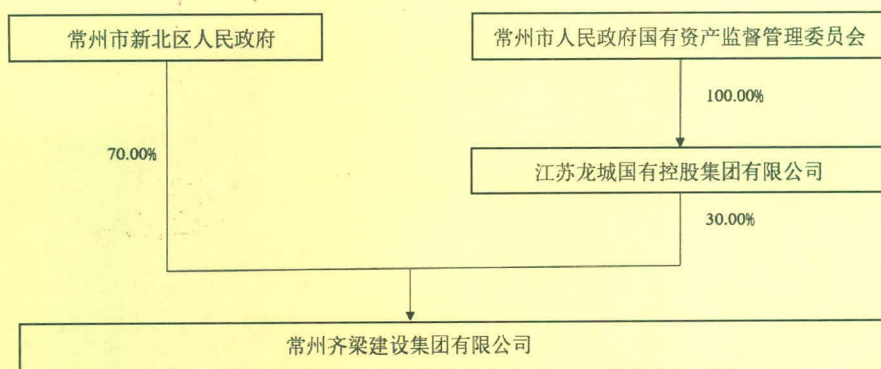 常州市新北区人民政府
常州市人民政府国有资产监督管理委员会
100.00%
70.00%
江苏龙城国有控股集团有限公司
30.00%
常州齐梁建设集团有限公司